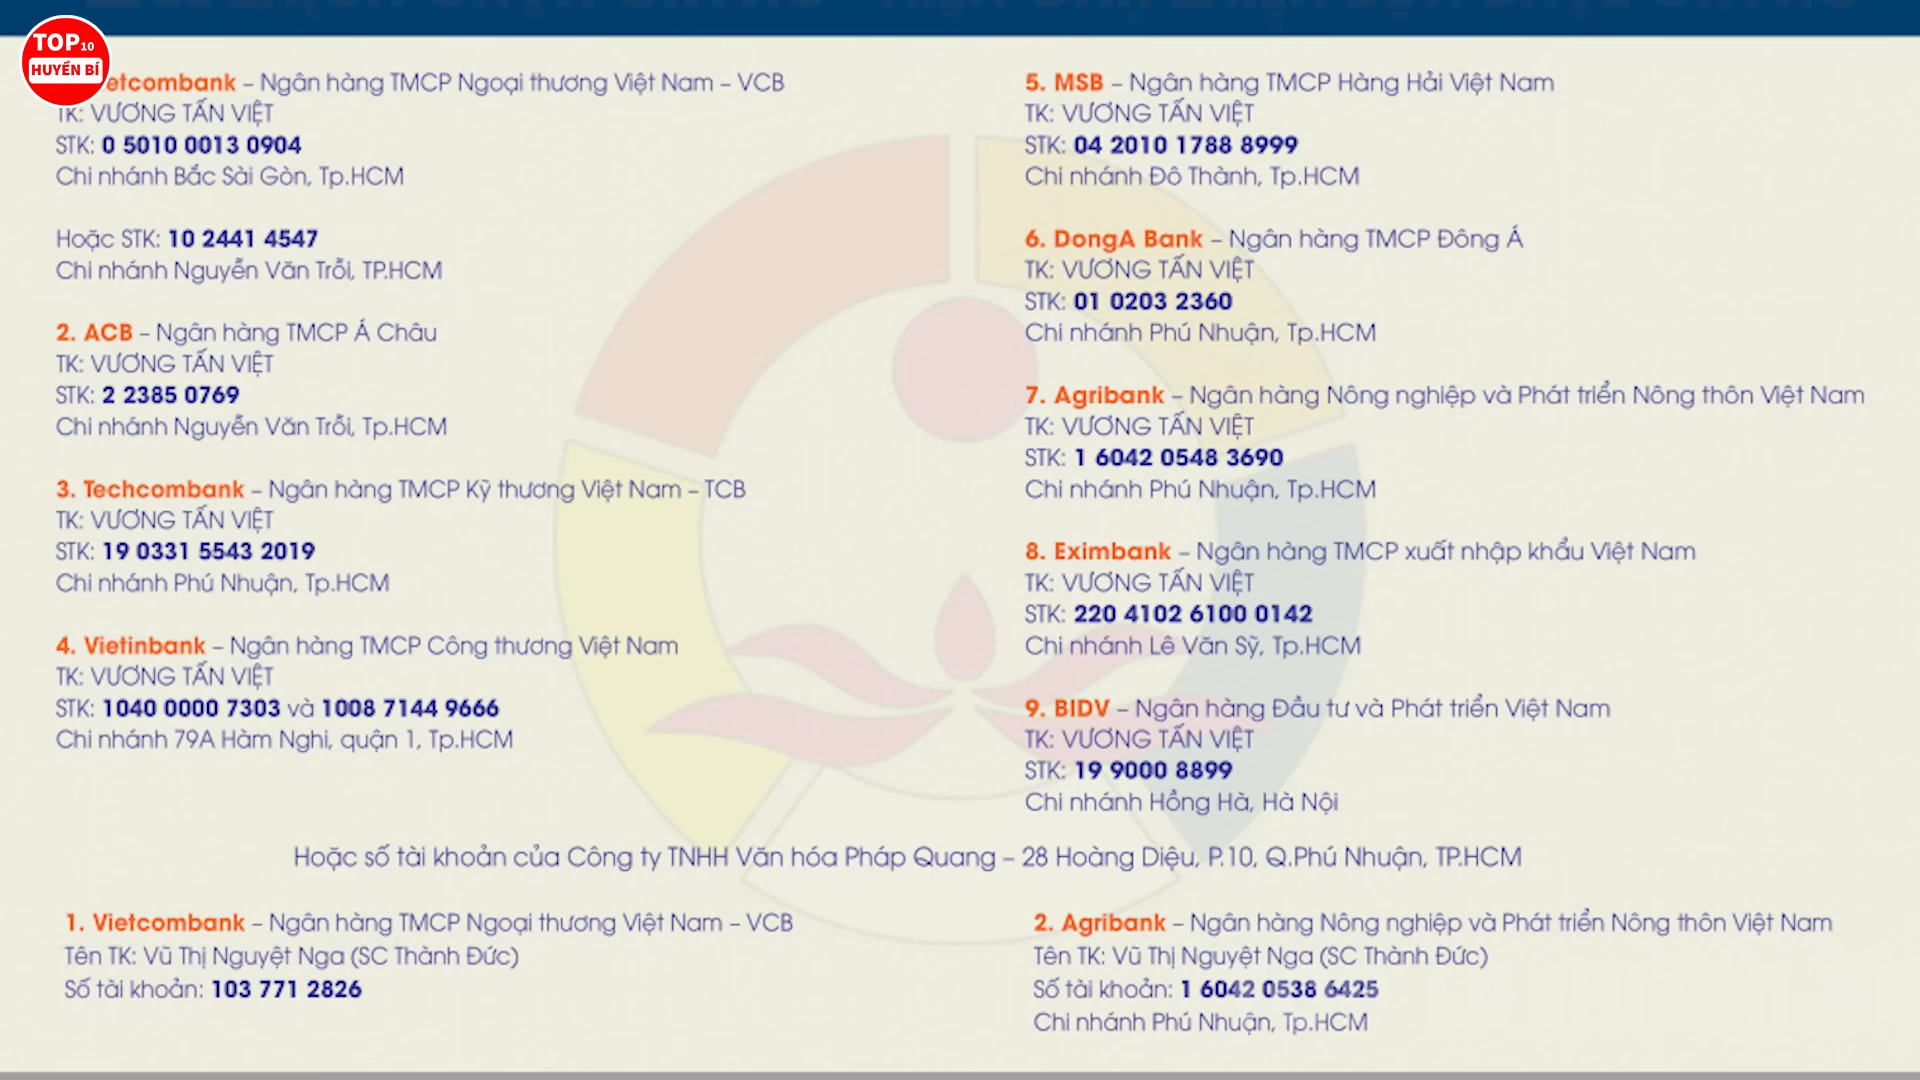 TOP 10
HUYỀN BÍ
etcombank – Ngân hàng TMCP Ngoại thương Việt Nam – VCB
TK: VƯƠNG TẤN VIỆT
STK: 0 5010 0013 0904
Chi nhánh Bắc Sài Gòn, Tp.HCM
Hoặc STK: 10 2441 4547
Chi nhánh Nguyễn Văn Trỗi, TP.HCM
2. ACB – Ngân hàng TMCP Á Châu
TK: VƯƠNG TẤN VIỆT
STK: 2 2385 0769
Chi nhánh Nguyễn Văn Trỗi, Tp.HCM
3. Techcombank – Ngân hàng TMCP Kỹ thương Việt Nam – TCB
TK: VƯƠNG TẤN VIỆT
STK: 19 0331 5543 2019
Chi nhánh Phú Nhuận, Tp.HCM
4. Vietinbank – Ngân hàng TMCP Công thương Việt Nam
TK: VƯƠNG TẤN VIỆT
STK: 1040 0000 7303 và 1008 7144 9666
Chi nhánh 79A Hàm Nghi, quận 1, Tp.HCM
5. MSB – Ngân hàng TMCP Hàng Hải Việt Nam
TK: VƯƠNG TẤN VIỆT
STK: 04 2010 1788 8999
Chi nhánh Đô Thành, Tp.HCM
6. DongA Bank – Ngân hàng TMCP Đông Á
TK: VƯƠNG TẤN VIỆT
STK: 01 0203 2360
Chi nhánh Phú Nhuận, Tp.HCM
7. Agribank – Ngân hàng Nông nghiệp và Phát triển Nông thôn Việt Nam
TK: VƯƠNG TẤN VIỆT
STK: 1 6042 0548 3690
Chi nhánh Phú Nhuận, Tp.HCM
8. Eximbank – Ngân hàng TMCP xuất nhập khẩu Việt Nam
TK: VƯƠNG TẤN VIỆT
STK: 220 4102 6100 0142
Chi nhánh Lê Văn Sỹ, Tp.HCM
9. BIDV – Ngân hàng Đầu tư và Phát triển Việt Nam
TK: VƯƠNG TẤN VIỆT
STK: 19 9000 8899
Chi nhánh Hồng Hà, Hà Nội
Hoặc số tài khoản của Công ty TNHH Văn hóa Pháp Quang – 28 Hoàng Diệu, P.10, Q.Phú Nhuận, TP.HCM
1. Vietcombank – Ngân hàng TMCP Ngoại thương Việt Nam – VCB
Tên TK: Vũ Thị Nguyệt Nga (SC Thành Đức)
Số tài khoản: 103 771 2826
2. Agribank – Ngân hàng Nông nghiệp và Phát triển Nông thôn Việt Nam
Tên TK: Vũ Thị Nguyệt Nga (SC Thành Đức)
Số tài khoản: 1 6042 0538 6425
Chi nhánh Phú Nhuận, Tp.HCM